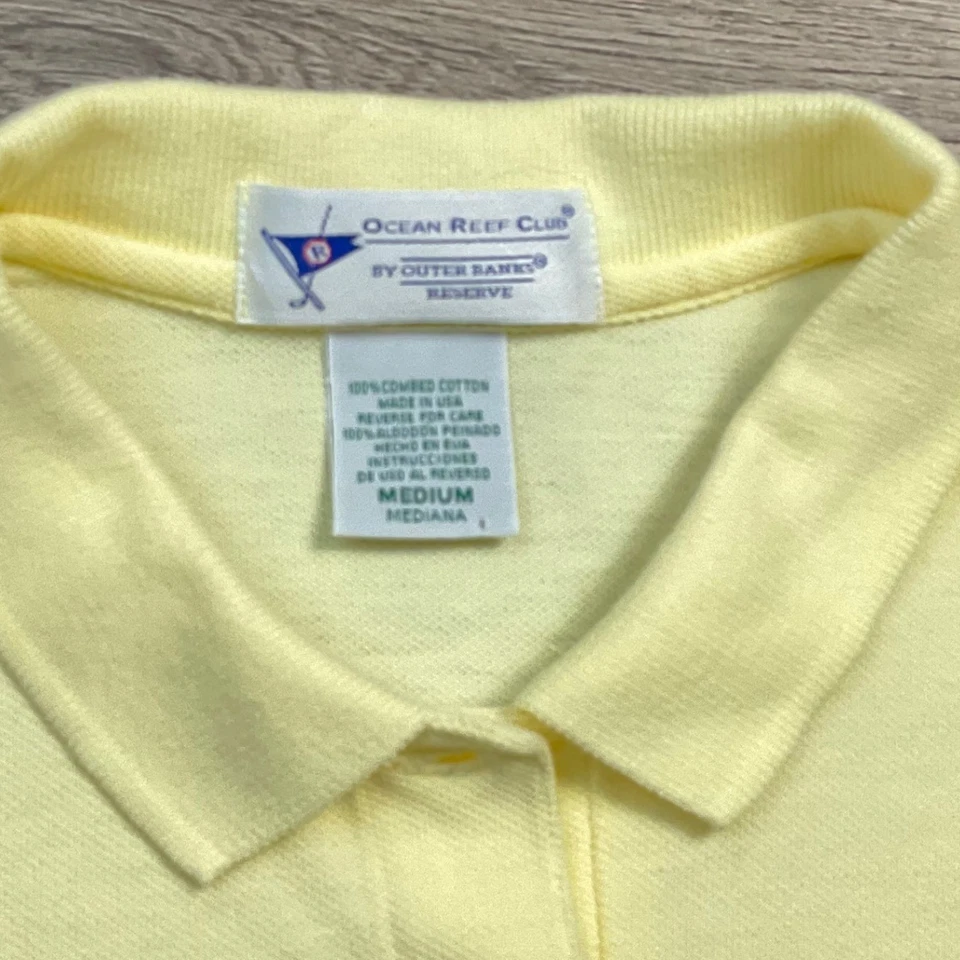 OCEAN REEF CLUB®
R
BY OUTER BANKS®
RESERVE
100% COMBED COTTON
MADE IN USA
REVERSE FOR CARE
100% ALGODON PEINADO
HECHO EN EUA
INSTRUCCIONES
DE USO AL REVERSO
MEDIUM
MEDIANA